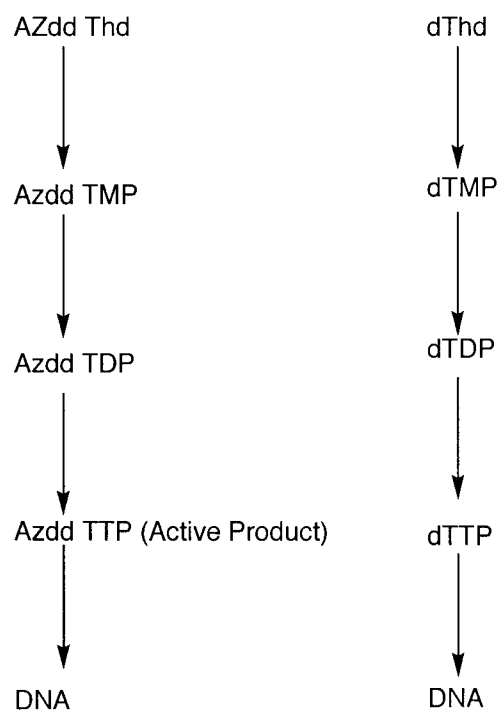 AZdd Thd
Azdd TMP
Azdd TDP
Azdd TTP (Active Product)
DNA
dThd
dTMP
dTDP
dTTP
DNA